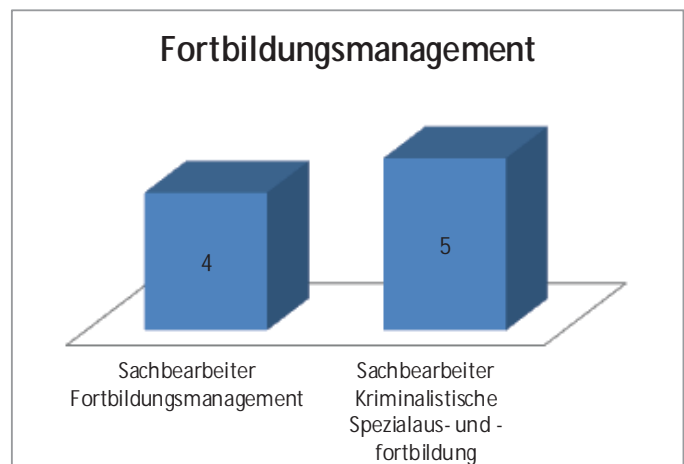 Fortbildungsmanagement
4
5
Sachbearbeiter
Fortbildungsmanagement
Sachbearbeiter
Kriminalistische
Spezialaus- und -
fortbildung